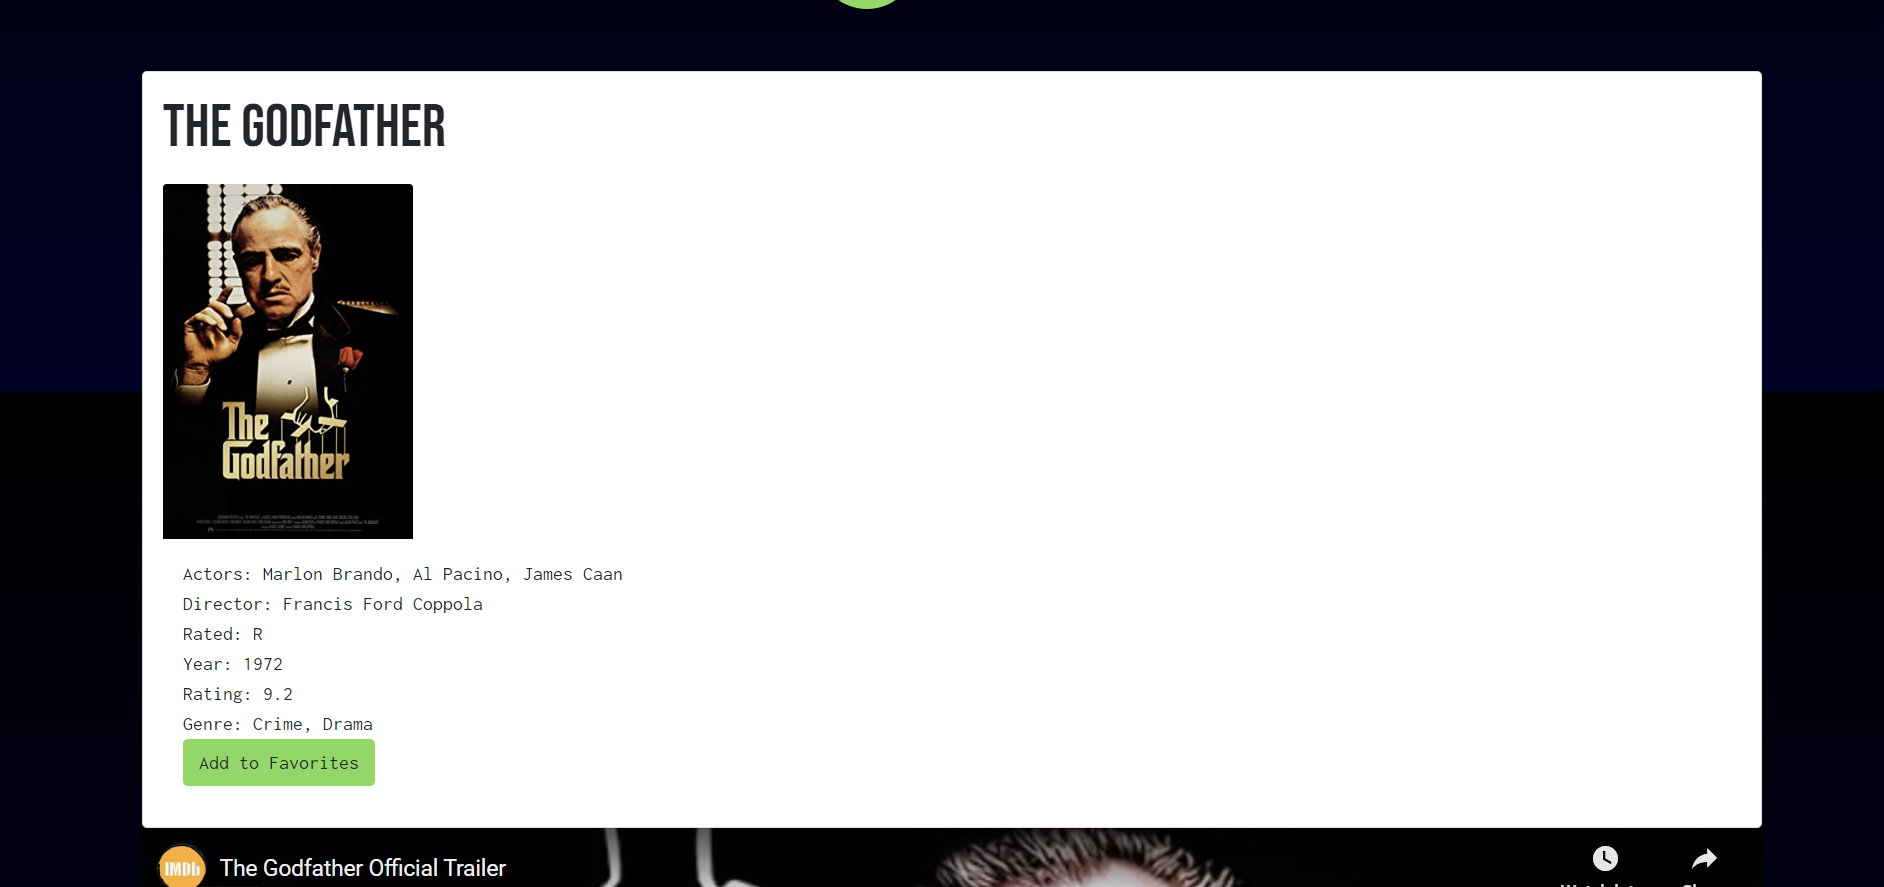 THE GODFATHER
The
Godfather
Actors: Marlon Brando, Al Pacino, James Caan
Director: Francis Ford Coppola
Rated: R
Year: 1972
Rating: 9.2
Genre: Crime, Drama
Add to Favorites
IMDb
The Godfather Official Trailer